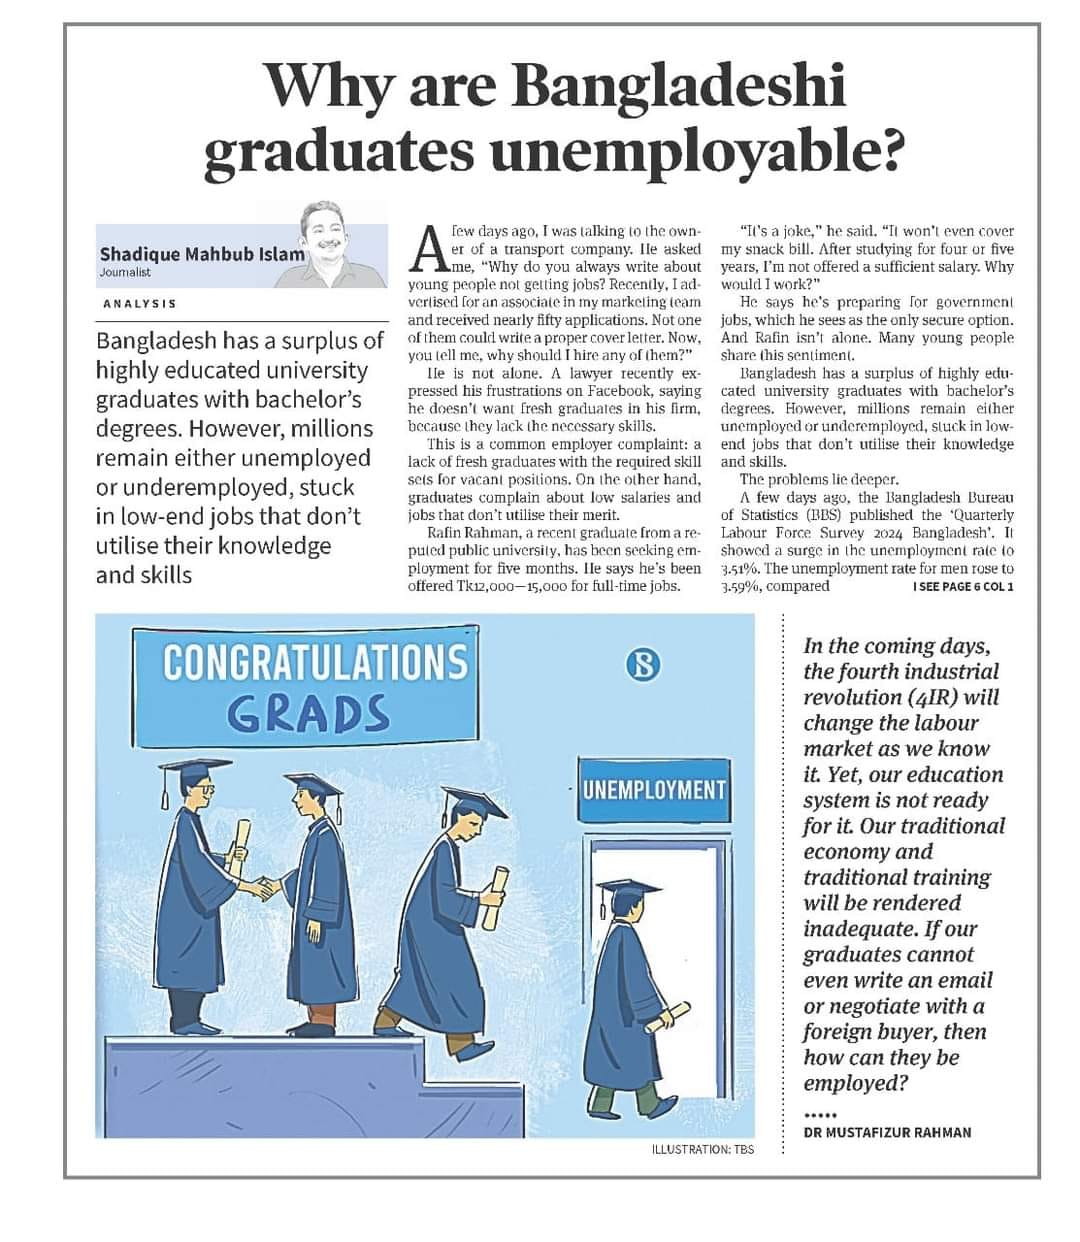 Why are Bangladeshi
graduates unemployable?
Shadique Mahbub Islam
Journalist
ANALYSIS
Bangladesh has a surplus of
highly educated university
graduates with bachelor's
degrees. However, millions
remain either unemployed
or underemployed, stuck
in low-end jobs that don't
utilise their knowledge
and skills
A few days ago, I was talking to the own-
er of a transport company. He asked
me, "Why do you always write about
young people not getting jobs? Recently, I ad-
vertised for an associate in my marketing team
and received nearly fifty applications. Not one
of them could write a proper cover letter. Now,
you tell me, why should I hire any of them?"
He is not alone. A lawyer recently ex-
pressed his frustrations on Facebook, saying
he doesn't want fresh graduates in his firm,
because they lack the necessary skills.
This is a common employer complaint: a
lack of fresh graduates with the required skill
sets for vacant positions. On the other hand,
graduates complain about low salaries and
jobs that don't utilise their merit.
Rafin Rahman, a recent graduate from a re-
puted public university, has been seeking em-
ployment for five months. He says he's been
offered Tk12,000–15,000 for full-time jobs.
"It's a joke," he said. "It won't even cover
my snack bill. After studying for four or five
years, I'm not offered a sufficient salary. Why
would I work?"
He says he's preparing for government
jobs, which he sees as the only secure option.
And Rafin isn't alone. Many young people
share this sentiment.
Bangladesh has a surplus of highly edu-
cated university graduates with bachelor's
degrees. However, millions remain either
unemployed or underemployed, stuck in low-
end jobs that don't utilise their knowledge
and skills.
The problems lie deeper.
A few days ago, the Bangladesh Bureau
of Statistics (BBS) published the 'Quarterly
Labour Force Survey 2024 Bangladesh'. It
showed a surge in the unemployment rate to
3.51%. The unemployment rate for men rose to
3.59%, compared I SEE PAGE 6 COL 1
CONGRATULATIONS
GRADS
B
UNEMPLOYMENT
ILLUSTRATION: TBS
In the coming days,
the fourth industrial
revolution (4IR) will
change the labour
market as we know
it. Yet, our education
system is not ready
for it. Our traditional
economy and
traditional training
will be rendered
inadequate. If our
graduates cannot
even write an email
or negotiate with a
foreign buyer, then
how can they be
employed?
.....
DR MUSTAFIZUR RAHMAN